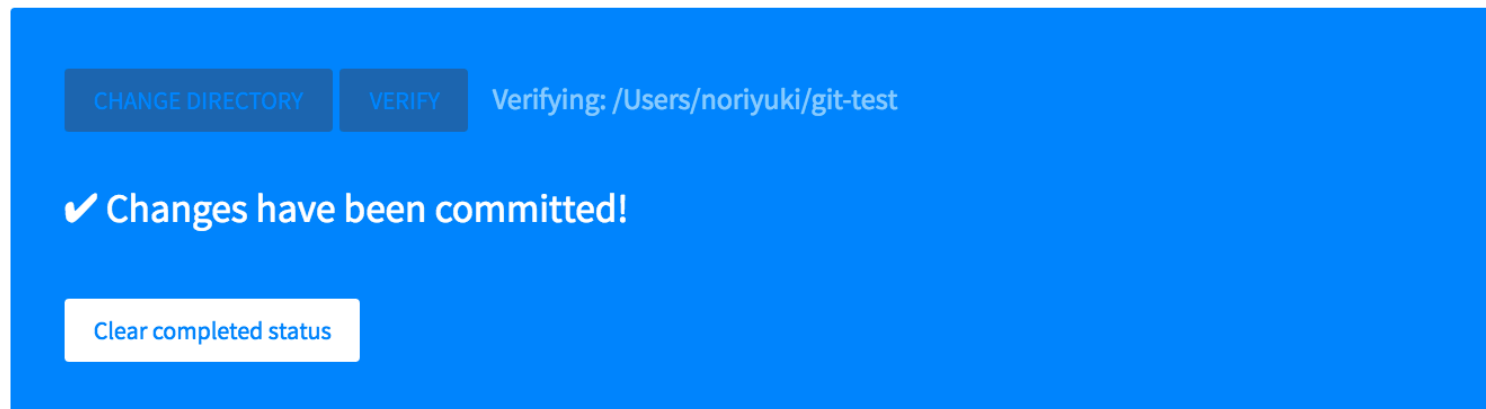 CHANGE DIRECTORY VERIFY Verifying: /Users/noriyuki/git-test
✔ Changes have been committed!
Clear completed status